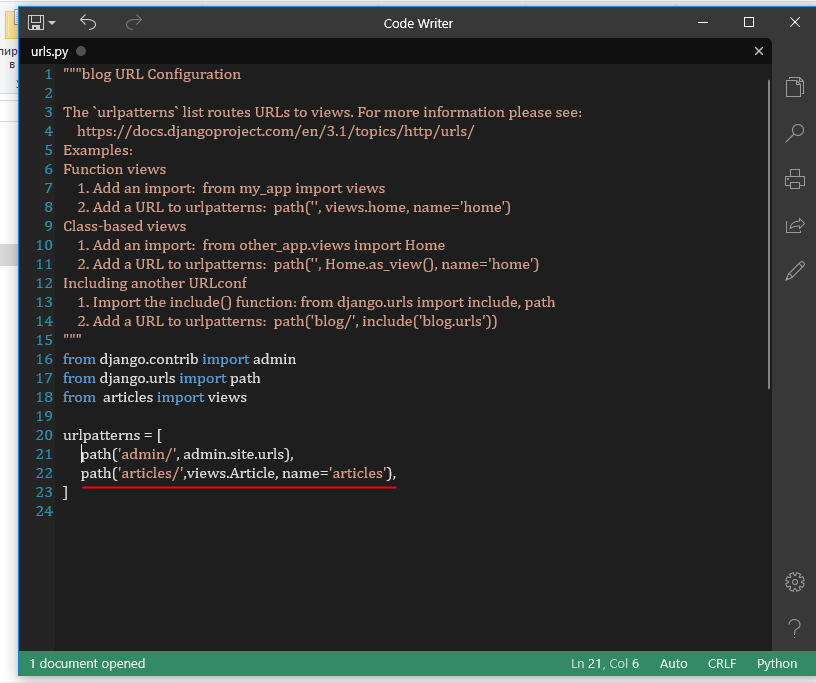 Code Writer
urls.py
1 """blog URL Configuration
2
3 The `urlpatterns` list routes URLs to views. For more information please see:
4     https://docs.djangoproject.com/en/3.1/topics/http/urls/
5 Examples:
6 Function views
7     1. Add an import:  from my_app import views
8     2. Add a URL to urlpatterns:  path('', views.home, name='home')
9 Class-based views
10     1. Add an import:  from other_app.views import Home
11     2. Add a URL to urlpatterns:  path('', Home.as_view(), name='home')
12 Including another URLconf
13     1. Import the include() function: from django.urls import include, path
14     2. Add a URL to urlpatterns:  path('blog/', include('blog.urls'))
15 """
16 from django.contrib import admin
17 from django.urls import path
18 from  articles import views
19
20 urlpatterns = [
21     path('admin/', admin.site.urls),
22     path('articles/',views.Article, name='articles'),
23 ]
24
1 document opened
Ln 21, Col 6
Auto
CRLF
Python